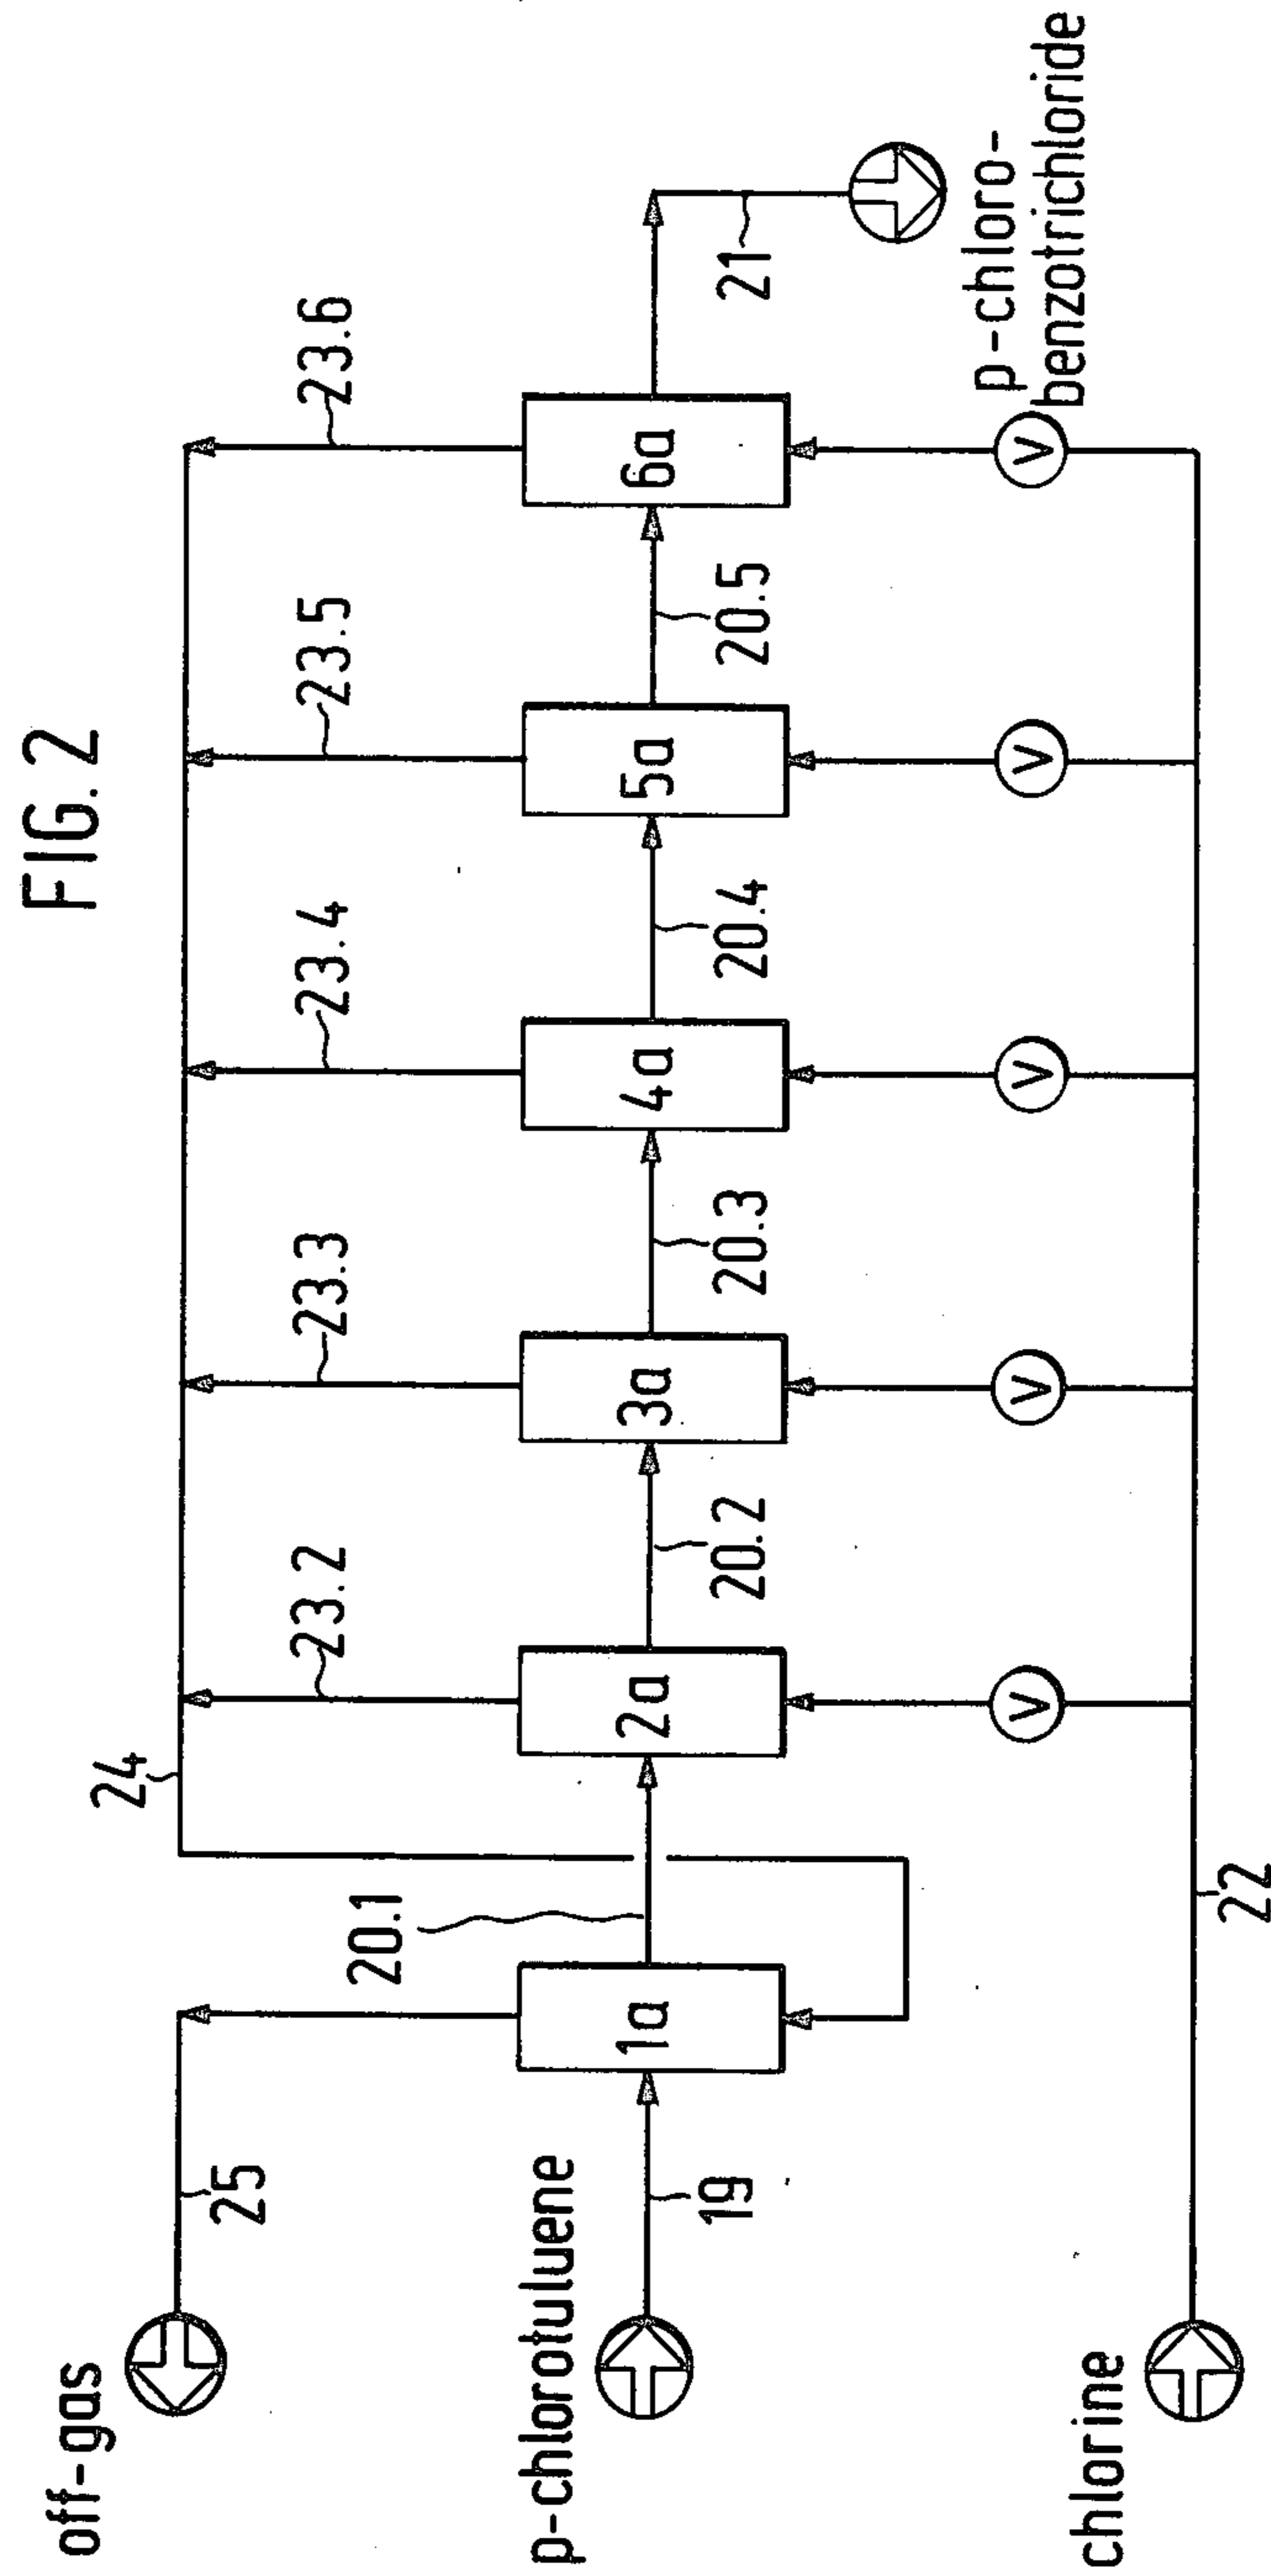 FIG. 2
off-gas
25
24
23.2
23.3
23.4
23.5
23.6
p-chlorotuluene
19
1a
20.1
2a
20.2
3a
20.3
4a
20.4
5a
20.5
6a
21
p-chloro-
benzotrichloride
V
V
V
V
V
chlorine
22